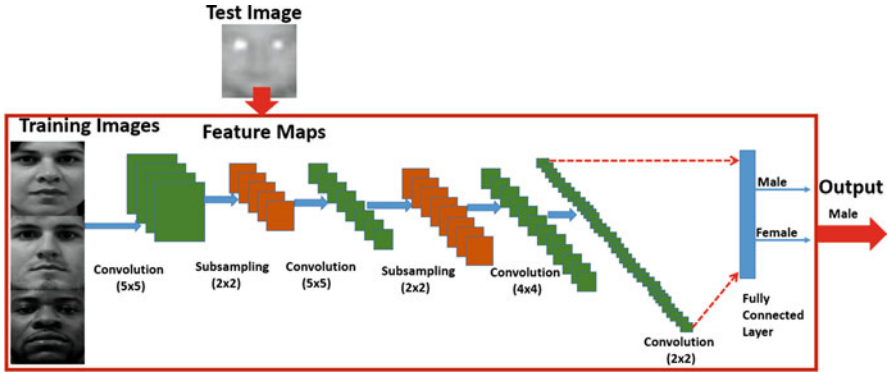 Test Image
Training Images
Feature Maps
Convolution
(5x5)
Subsampling
(2x2)
Convolution
(5x5)
Subsampling
(2x2)
Convolution
(4x4)
Convolution
(2x2)
Male
Female
Fully
Connected
Layer
Output
Male